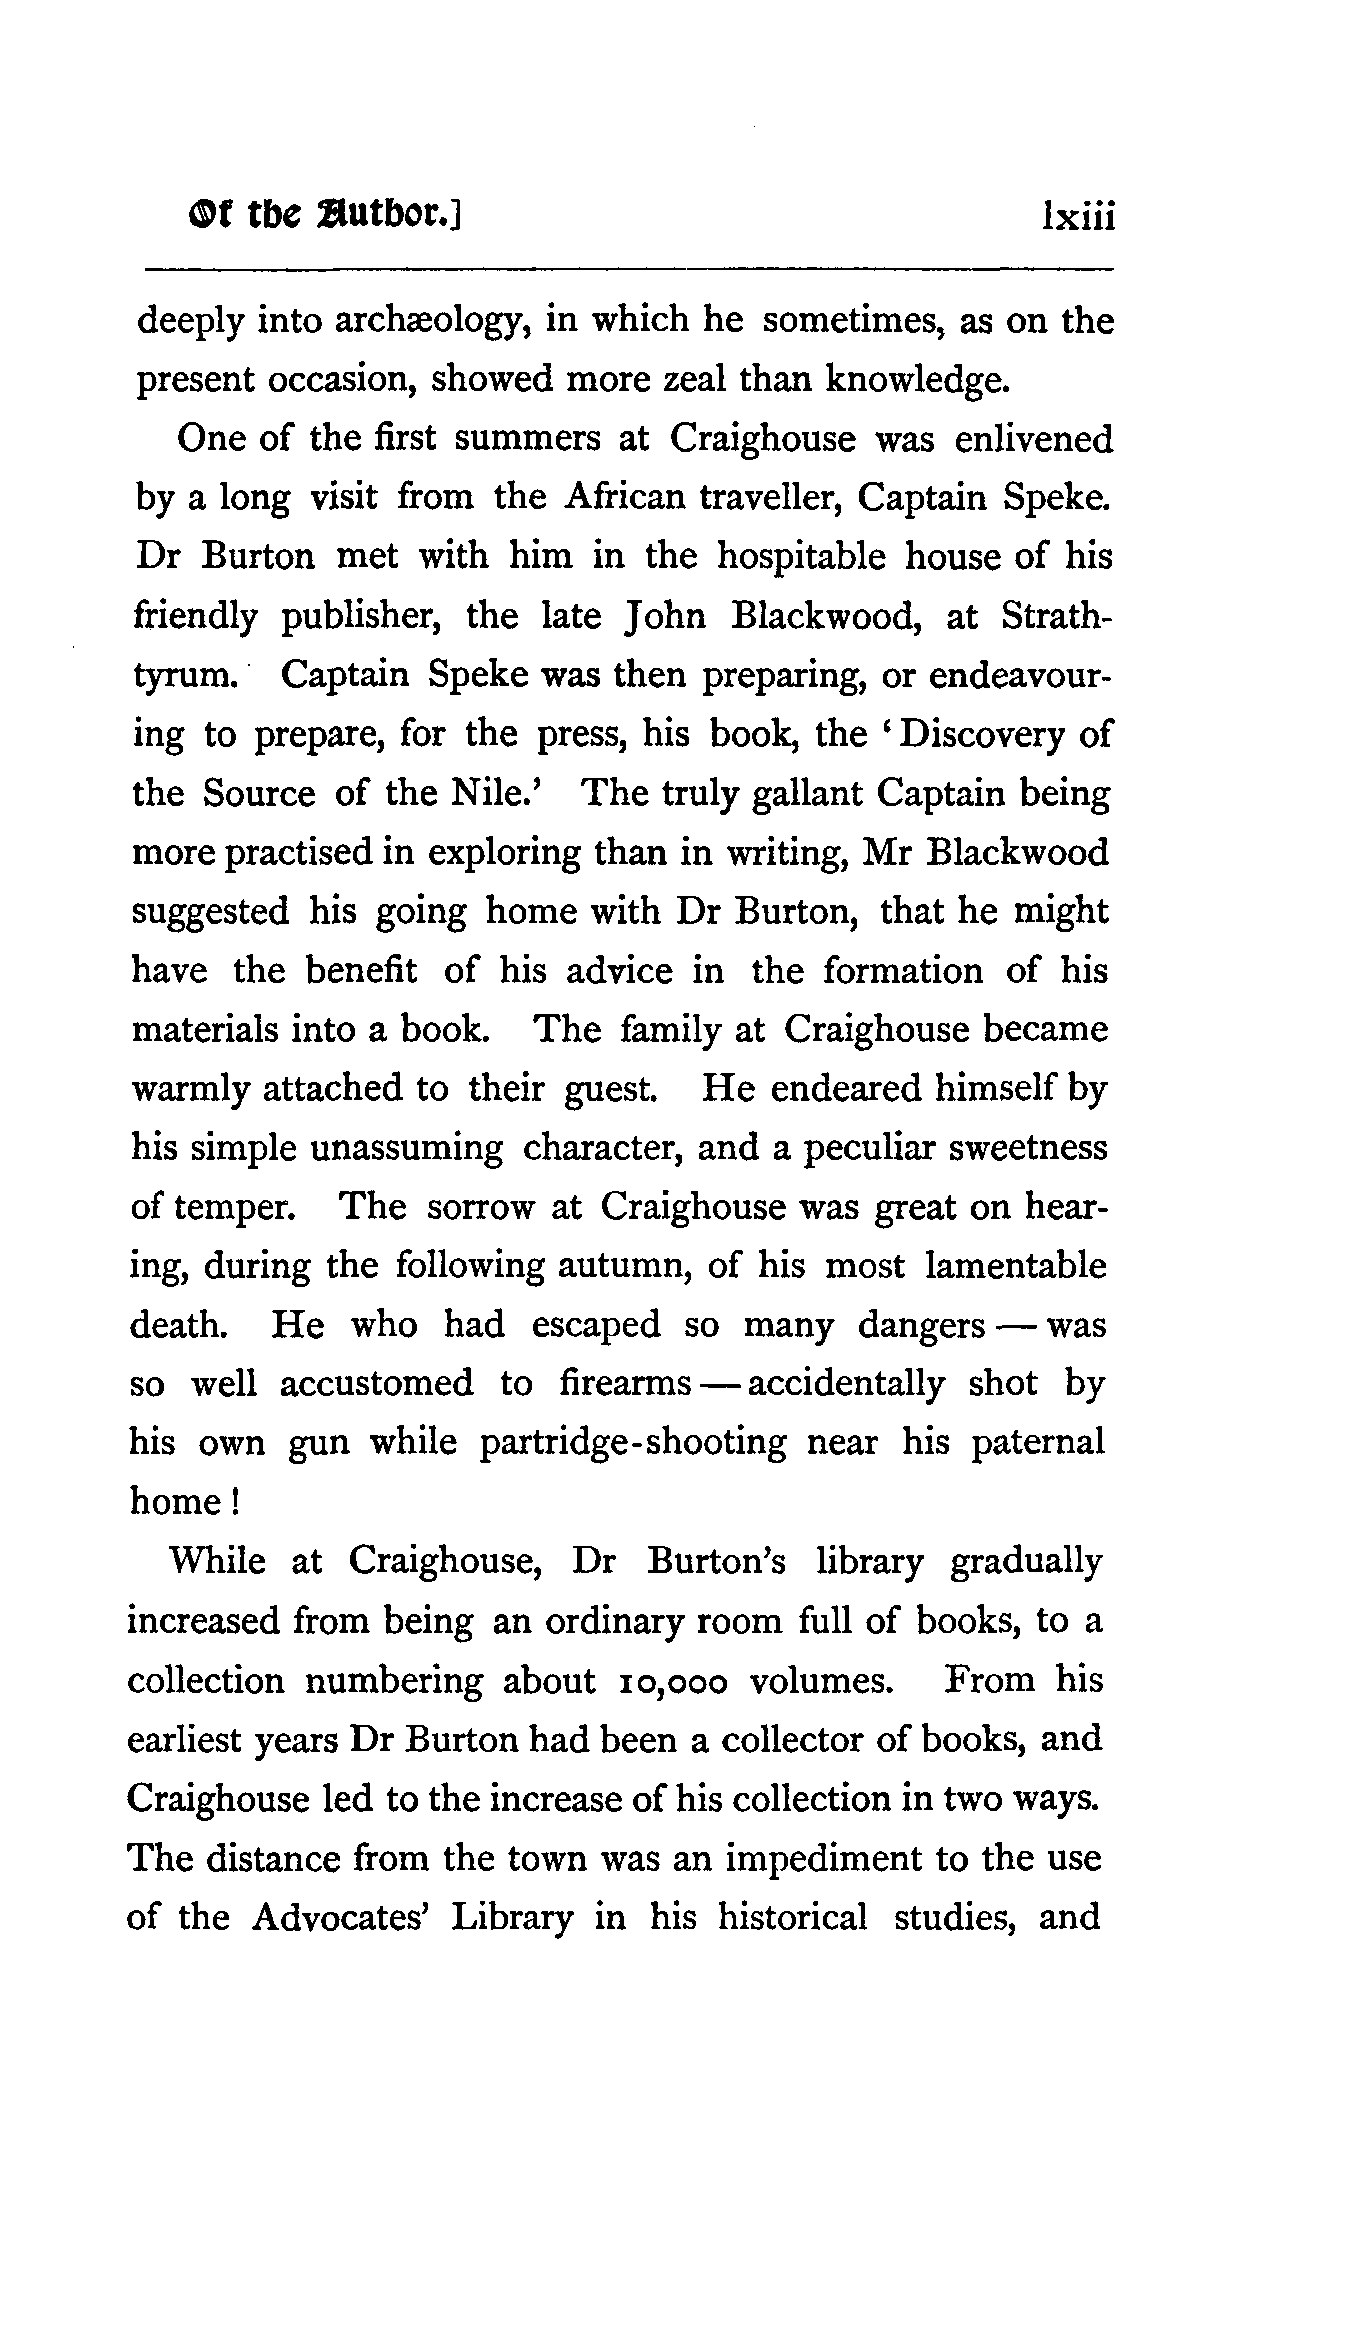 Of the Author.] lxiii
deeply into archæology, in which he sometimes, as on the
present occasion, showed more zeal than knowledge.
One of the first summers at Craighouse was enlivened
by a long visit from the African traveller, Captain Speke.
Dr Burton met with him in the hospitable house of his
friendly publisher, the late John Blackwood, at Strath-
tyrum. Captain Speke was then preparing, or endeavour-
ing to prepare, for the press, his book, the ‘Discovery of
the Source of the Nile.’ The truly gallant Captain being
more practised in exploring than in writing, Mr Blackwood
suggested his going home with Dr Burton, that he might
have the benefit of his advice in the formation of his
materials into a book. The family at Craighouse became
warmly attached to their guest. He endeared himself by
his simple unassuming character, and a peculiar sweetness
of temper. The sorrow at Craighouse was great on hear-
ing, during the following autumn, of his most lamentable
death. He who had escaped so many dangers — was
so well accustomed to firearms — accidentally shot by
his own gun while partridge-shooting near his paternal
home !
While at Craighouse, Dr Burton’s library gradually
increased from being an ordinary room full of books, to a
collection numbering about 10,000 volumes. From his
earliest years Dr Burton had been a collector of books, and
Craighouse led to the increase of his collection in two ways.
The distance from the town was an impediment to the use
of the Advocates’ Library in his historical studies, and